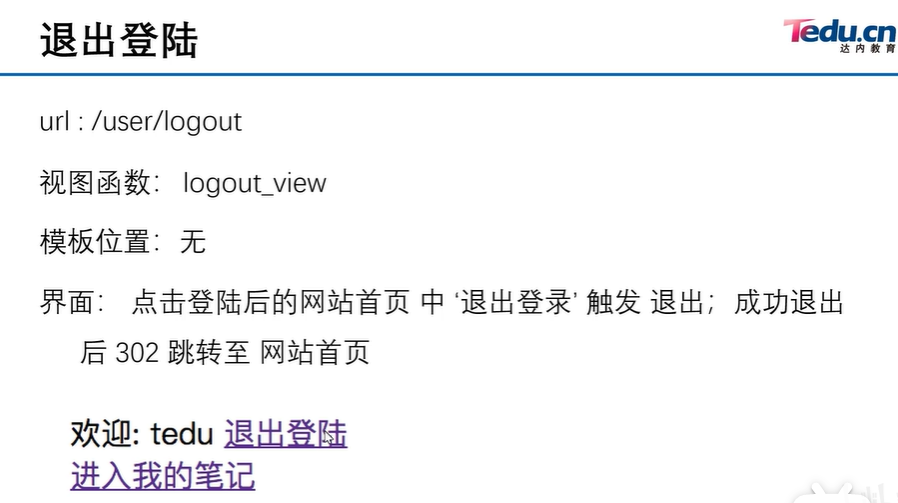 退出登陆
Tedu.cn
达内教育
url : /user/logout
视图函数： logout_view
模板位置： 无
界面： 点击登陆后的网站首页 中 ‘退出登录’ 触发 退出；成功退出
后 302 跳转至 网站首页
欢迎: tedu 退出登陆
进入我的笔记